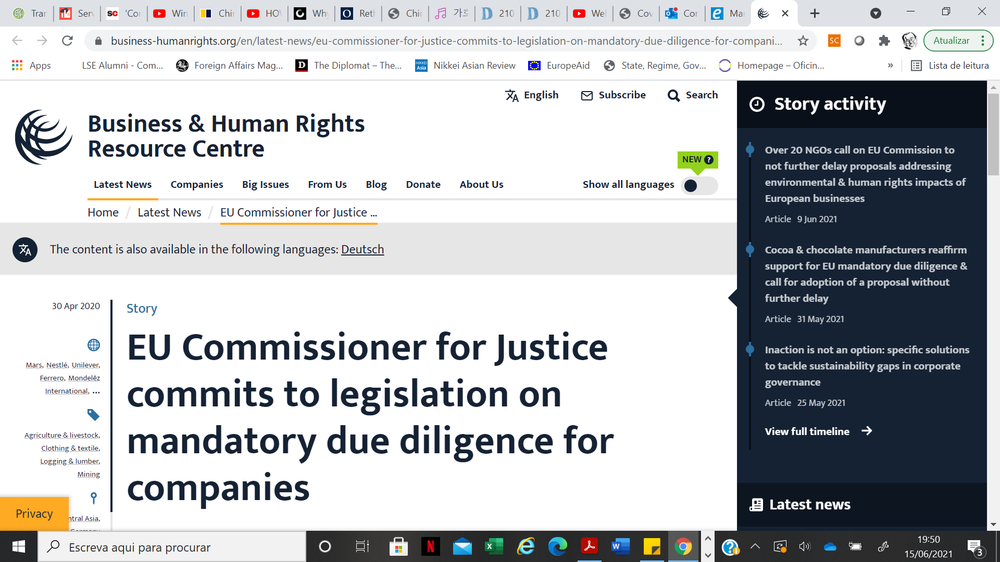 Tran
Serv
'Cor
Win
Chin
HOW
Why
Reth
Chin
가드
210
210
Wel
Cov
Cor
Mar
business-humanrights.org/en/latest-news/eu-commissioner-for-justice-commits-to-legislation-on-mandatory-due-diligence-for-compani...
SC
Atualizar
Apps
LSE Alumni - Com...
Foreign Affairs Mag...
The Diplomat – The...
Nikkei Asian Review
EuropeAid
State, Regime, Gov...
Homepage – Oficin...
»
Lista de leitura
English
Subscribe
Search
Business & Human Rights
Resource Centre
NEW ?
Latest News
Companies
Big Issues
From Us
Blog
Donate
About Us
Show all languages
Home / Latest News / EU Commissioner for Justice ...
The content is also available in the following languages: Deutsch
30 Apr 2020
Mars, Nestlé, Unilever,
Ferrero, Mondelēz
International, ...
Agriculture & livestock,
Clothing & textile,
Logging & lumber,
Mining
ntral Asia,
Germany
Privacy
Story
EU Commissioner for Justice
commits to legislation on
mandatory due diligence for
companies
Story activity
Over 20 NGOs call on EU Commission to
not further delay proposals addressing
environmental & human rights impacts of
European businesses
Article 9 Jun 2021
Cocoa & chocolate manufacturers reaffirm
support for EU mandatory due diligence &
call for adoption of a proposal without
further delay
Article 31 May 2021
Inaction is not an option: specific solutions
to tackle sustainability gaps in corporate
governance
Article 25 May 2021
View full timeline
Latest news
Escreva aqui para procurar
19:50
15/06/2021
3